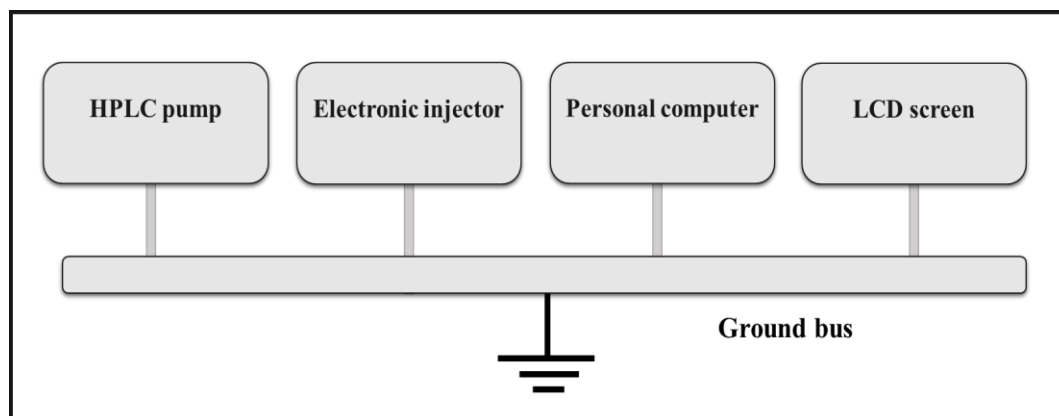 HPLC pump
Electronic injector
Personal computer
LCD screen
Ground bus